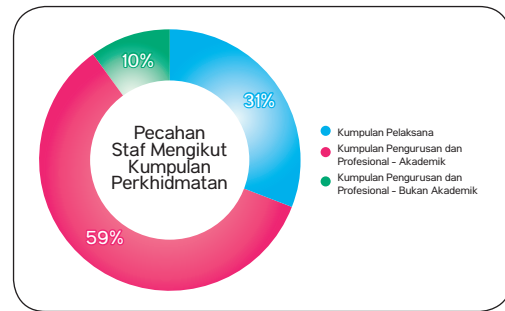 10%
31%
Pecahan
Staf Mengikut
Kumpulan
Perkhidmatan
59%
Kumpulan Pelaksana
Kumpulan Pengurusan dan
Profesional - Akademik
Kumpulan Pengurusan dan
Profesional - Bukan Akademik